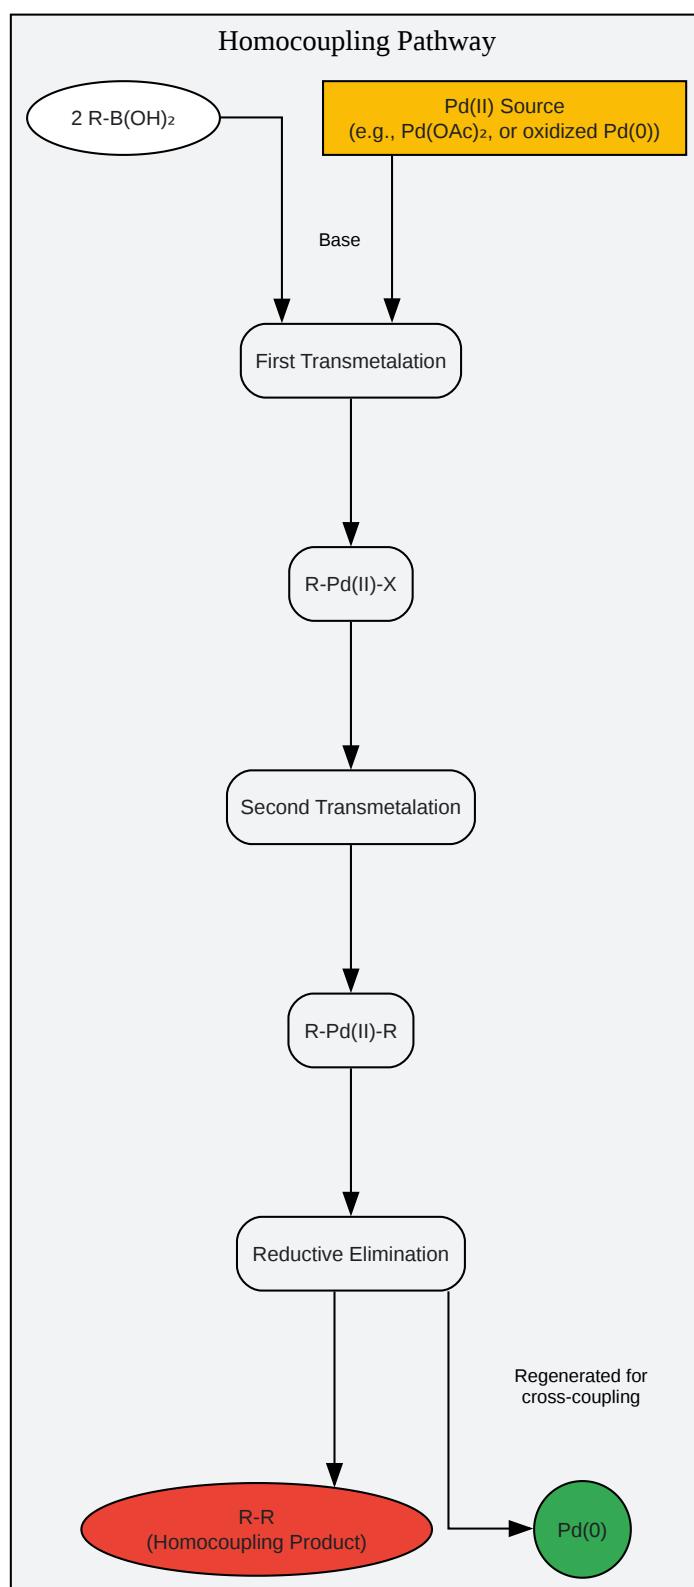 Homocoupling Pathway
2 R-B(OH)₂
Pd(II) Source
(e.g., Pd(OAc)₂, or oxidized Pd(0))
Base
First Transmetalation
R-Pd(II)-X
Second Transmetalation
R-Pd(II)-R
Reductive Elimination
Regenerated for
cross-coupling
R-R
(Homocoupling Product)
Pd(0)